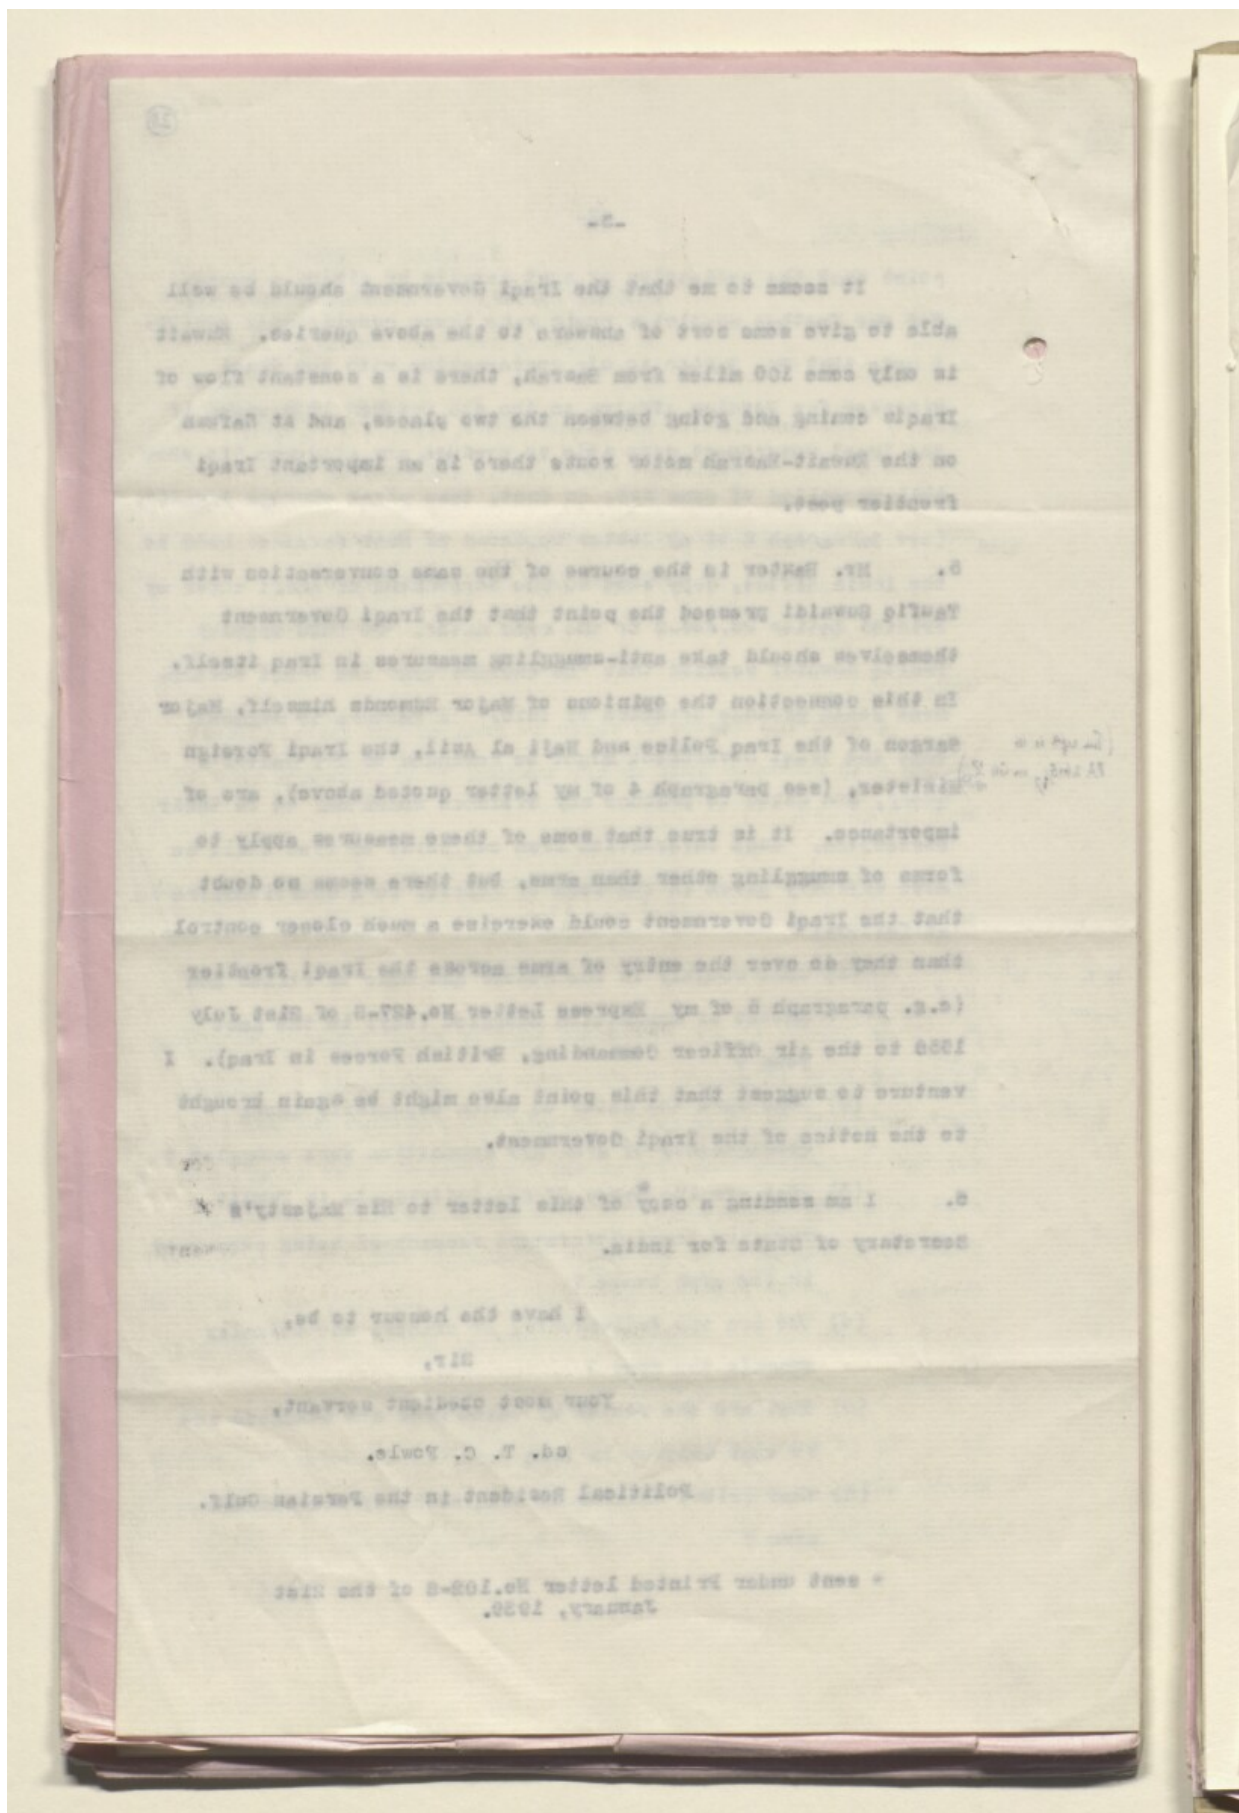 -3-
It seems to me that the Iraqi Government should be well
able to give some sort of answers to the above queries. Kuwait
is only some 100 miles from Basrah, there is a constant flow of
Iraqis coming and going between the two places, and at Safwan
on the Kuwait-Basrah motor route there is an important Iraqi
frontier post.
5. Mr. Baxter in the course of the same conversation with
Taufiq Suwaidi pressed the point that the Iraqi Government
themselves should take anti-smuggling measures in Iraq itself.
In this connection the opinions of Major Edmonds himself, Major
Sargon of the Iraq Police and Naji al Asil, the Iraqi Foreign
Minister, (see paragraph 4 of my letter quoted above), are of
importance. It is true that some of these measures apply to
forms of smuggling other than arms, but there seems no doubt
that the Iraqi Government could exercise a much closer control
than they do over the entry of arms across the Iraqi frontier
(e.g. paragraph 5 of my Express Letter No.427-S of 21st July
1936 to the Air Officer Commanding, British Forces in Iraq). I
venture to suggest that this point also might be again brought
to the notice of the Iraqi Government.
6. I am sending a copy * of this letter to His Majesty's
Secretary of State for India.
I have the honour to be,
Sir,
Your most obedient servant,
sd. T. C. Fowle.
Political Resident in the Persian Gulf.
* sent under Printed letter No.102-S of the 21st
January, 1939.